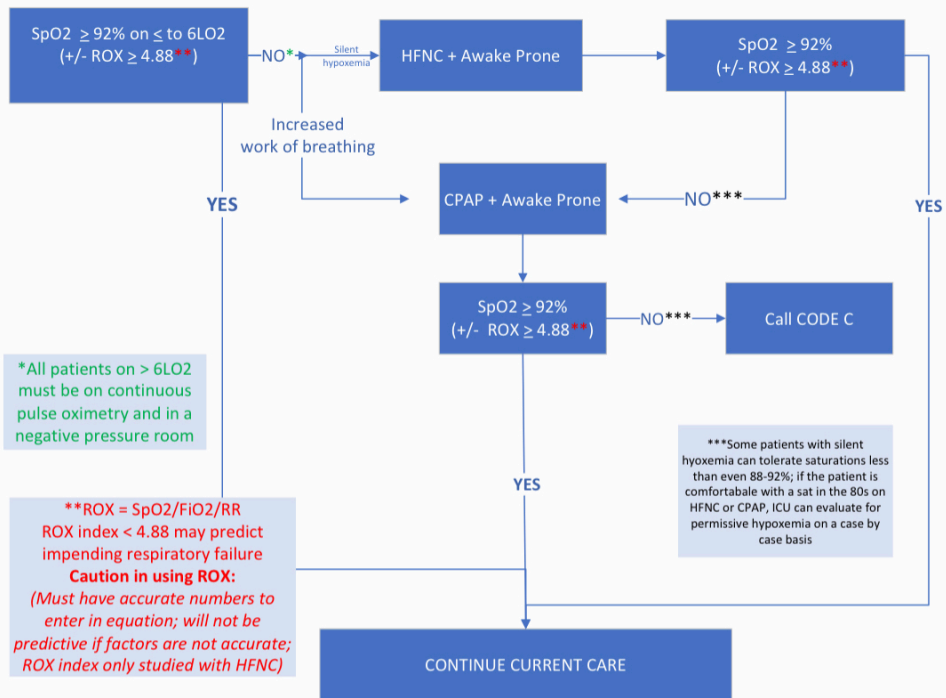 SpO2 ≥ 92% on ≤ to 6LO2
(+/- ROX ≥ 4.88**)
NO*
Silent
hypoxemia
HFNC + Awake Prone
SpO2 ≥ 92%
(+/- ROX ≥ 4.88**)
Increased
work of breathing
YES
CPAP + Awake Prone
NO***
YES
SpO2 ≥ 92%
(+/- ROX ≥ 4.88**)
NO***
Call CODE C
*All patients on > 6LO2
must be on continuous
pulse oximetry and in a
negative pressure room
***Some patients with silent
hyoxemia can tolerate saturations less
than even 88-92%; if the patient is
comfortabale with a sat in the 80s on
HFNC or CPAP, ICU can evaluate for
permissive hypoxemia on a case by
case basis
YES
**ROX = SpO2/FiO2/RR
ROX index < 4.88 may predict
impending respiratory failure
Caution in using ROX:
(Must have accurate numbers to
enter in equation; will not be
predictive if factors are not accurate;
ROX index only studied with HFNC)
CONTINUE CURRENT CARE